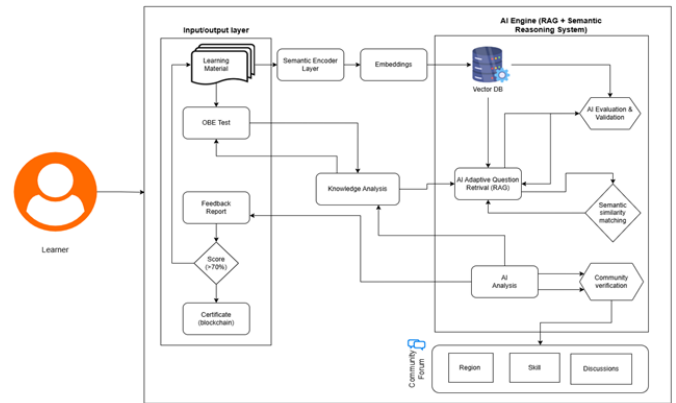 Input/output layer
AI Engine (RAG + Semantic
Reasoning System)
Learning
Material
Semantic Encoder
Layer
Embeddings
Vector DB
OBE Test
AI Evaluation &
Validation
Knowledge Analysis
AI Adaptive Question
Retrival (RAG)
Learner
Feedback
Report
Semantic
similarity
matching
Score
(>70%)
AI
Analysis
Community
verification
Certificate
(blockchain)
Community
Forum
Region
Skill
Discussions